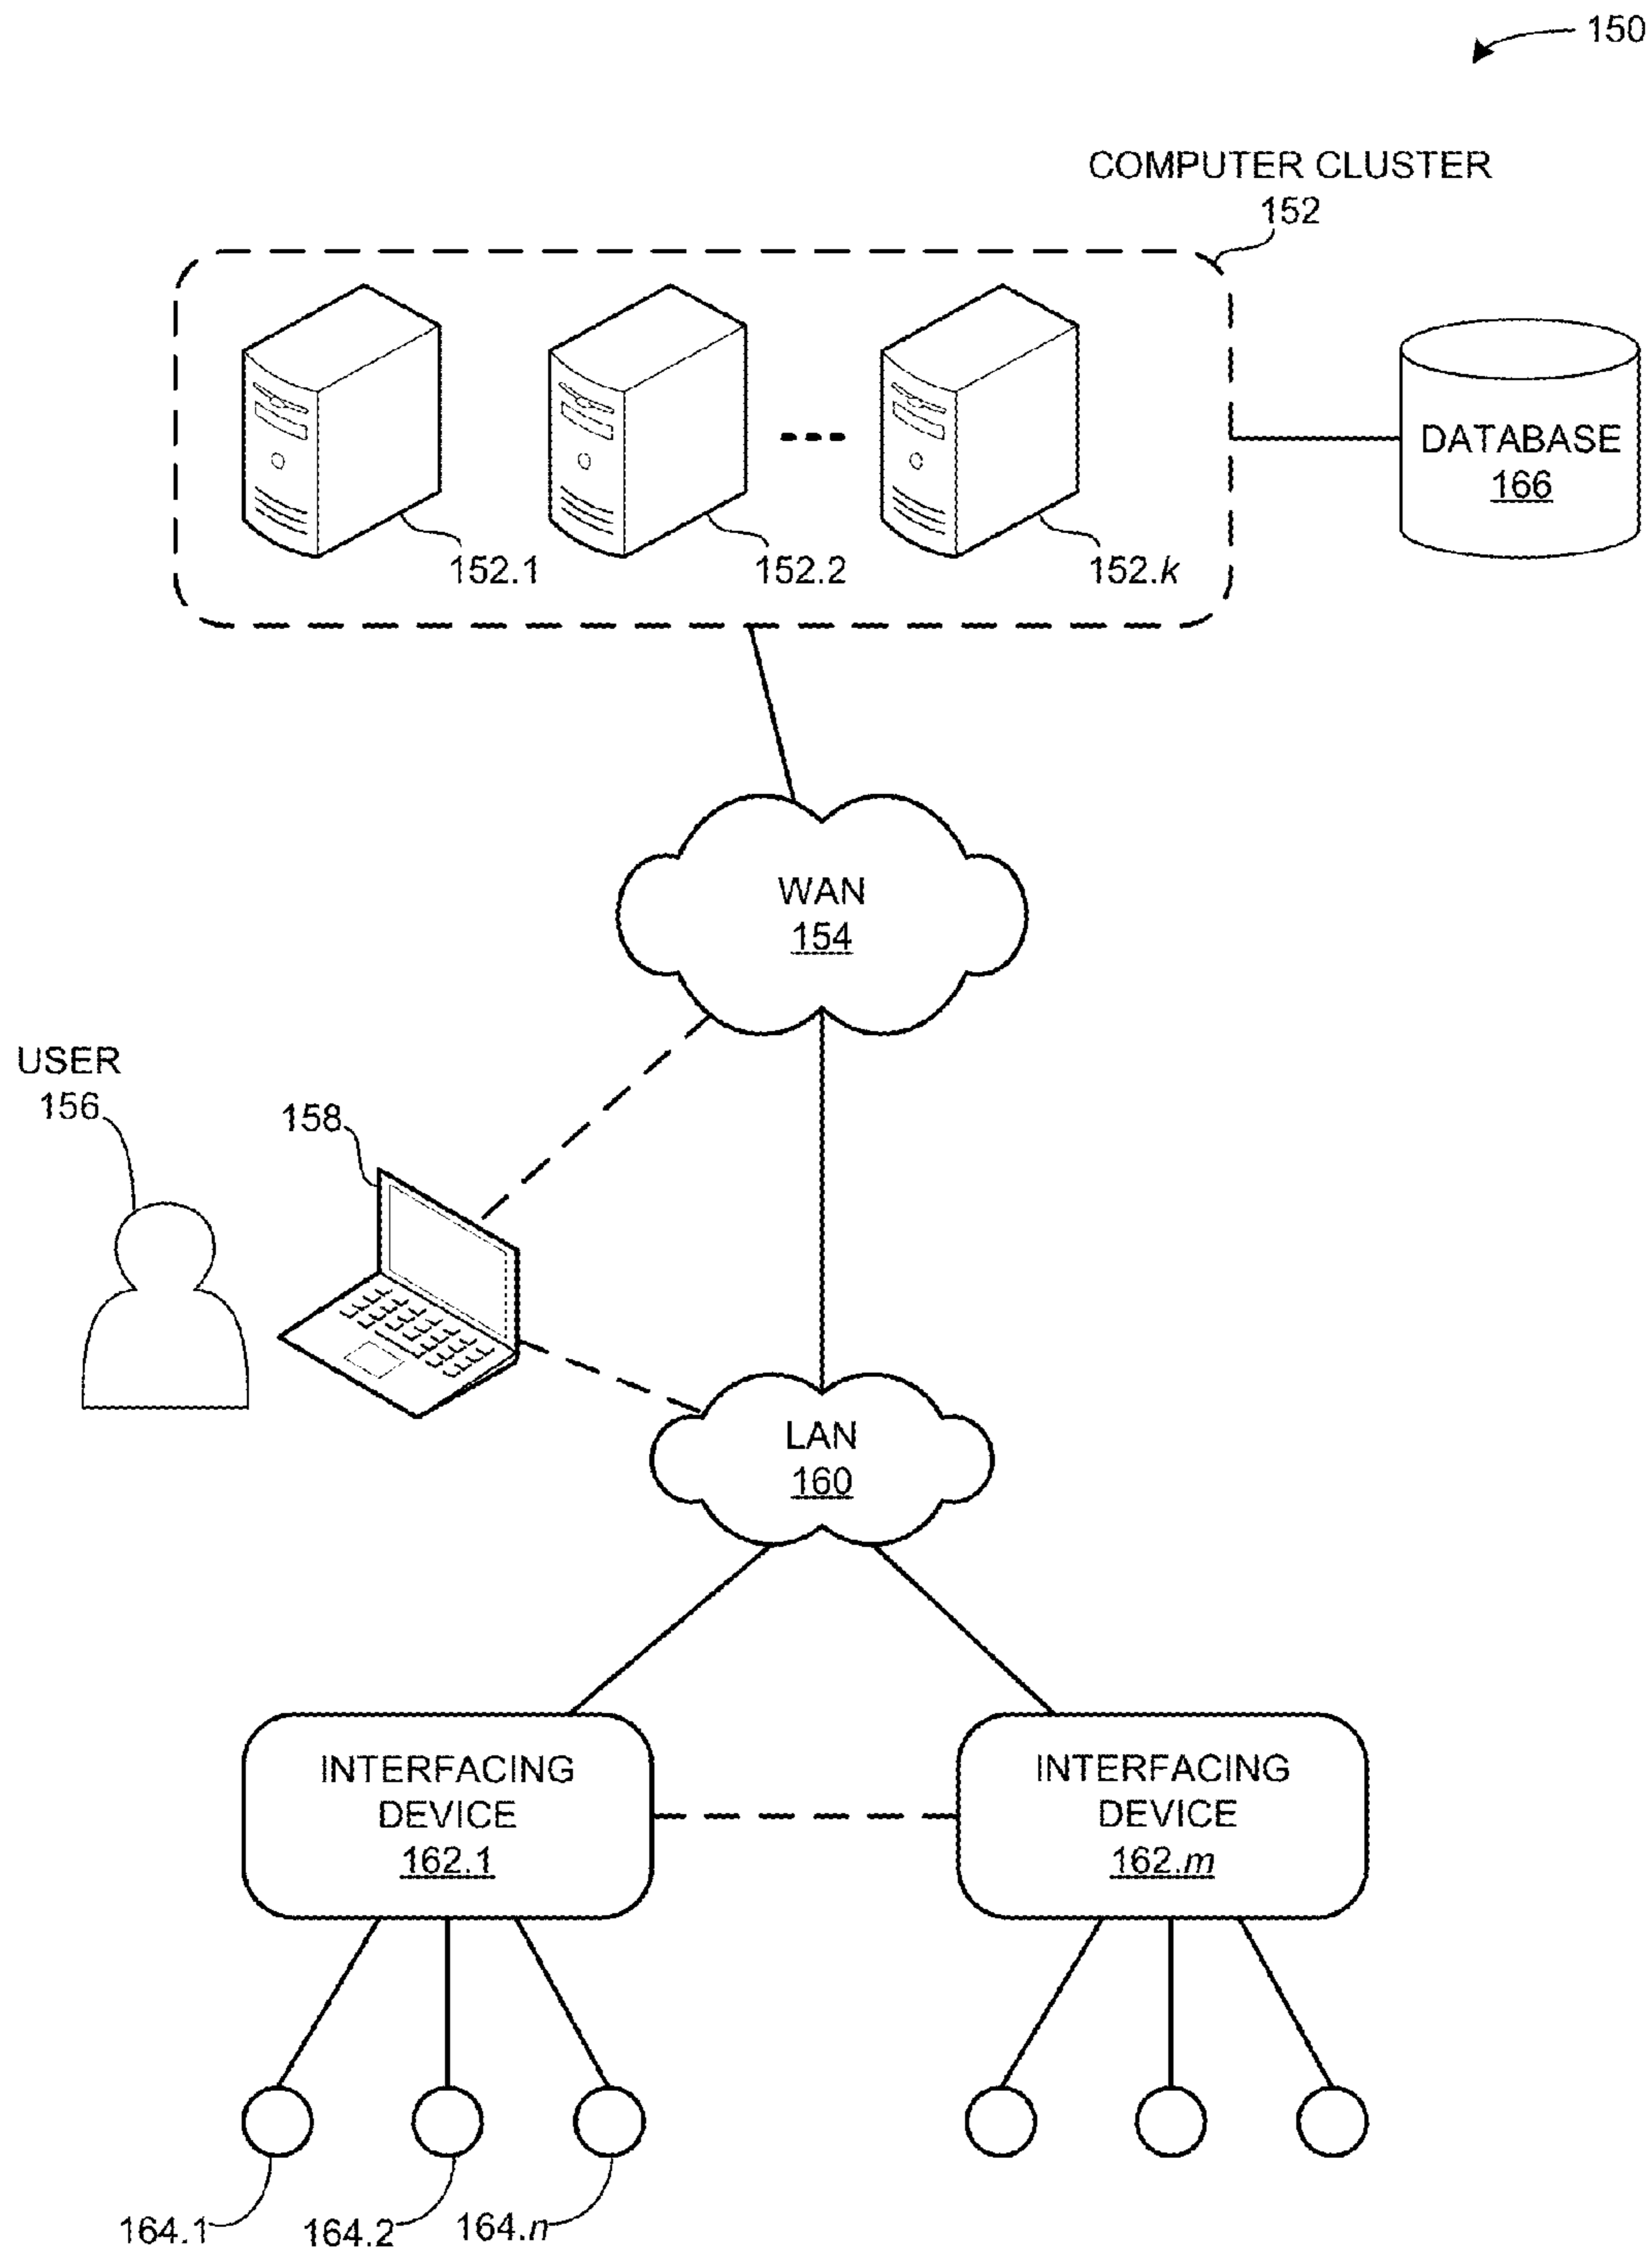 150
COMPUTER CLUSTER
152
152.1
152.2
152.k
DATABASE
166
WAN
154
USER
156
158
LAN
160
INTERFACING
DEVICE
162.1
INTERFACING
DEVICE
162.m
164.1
164.2
164.n